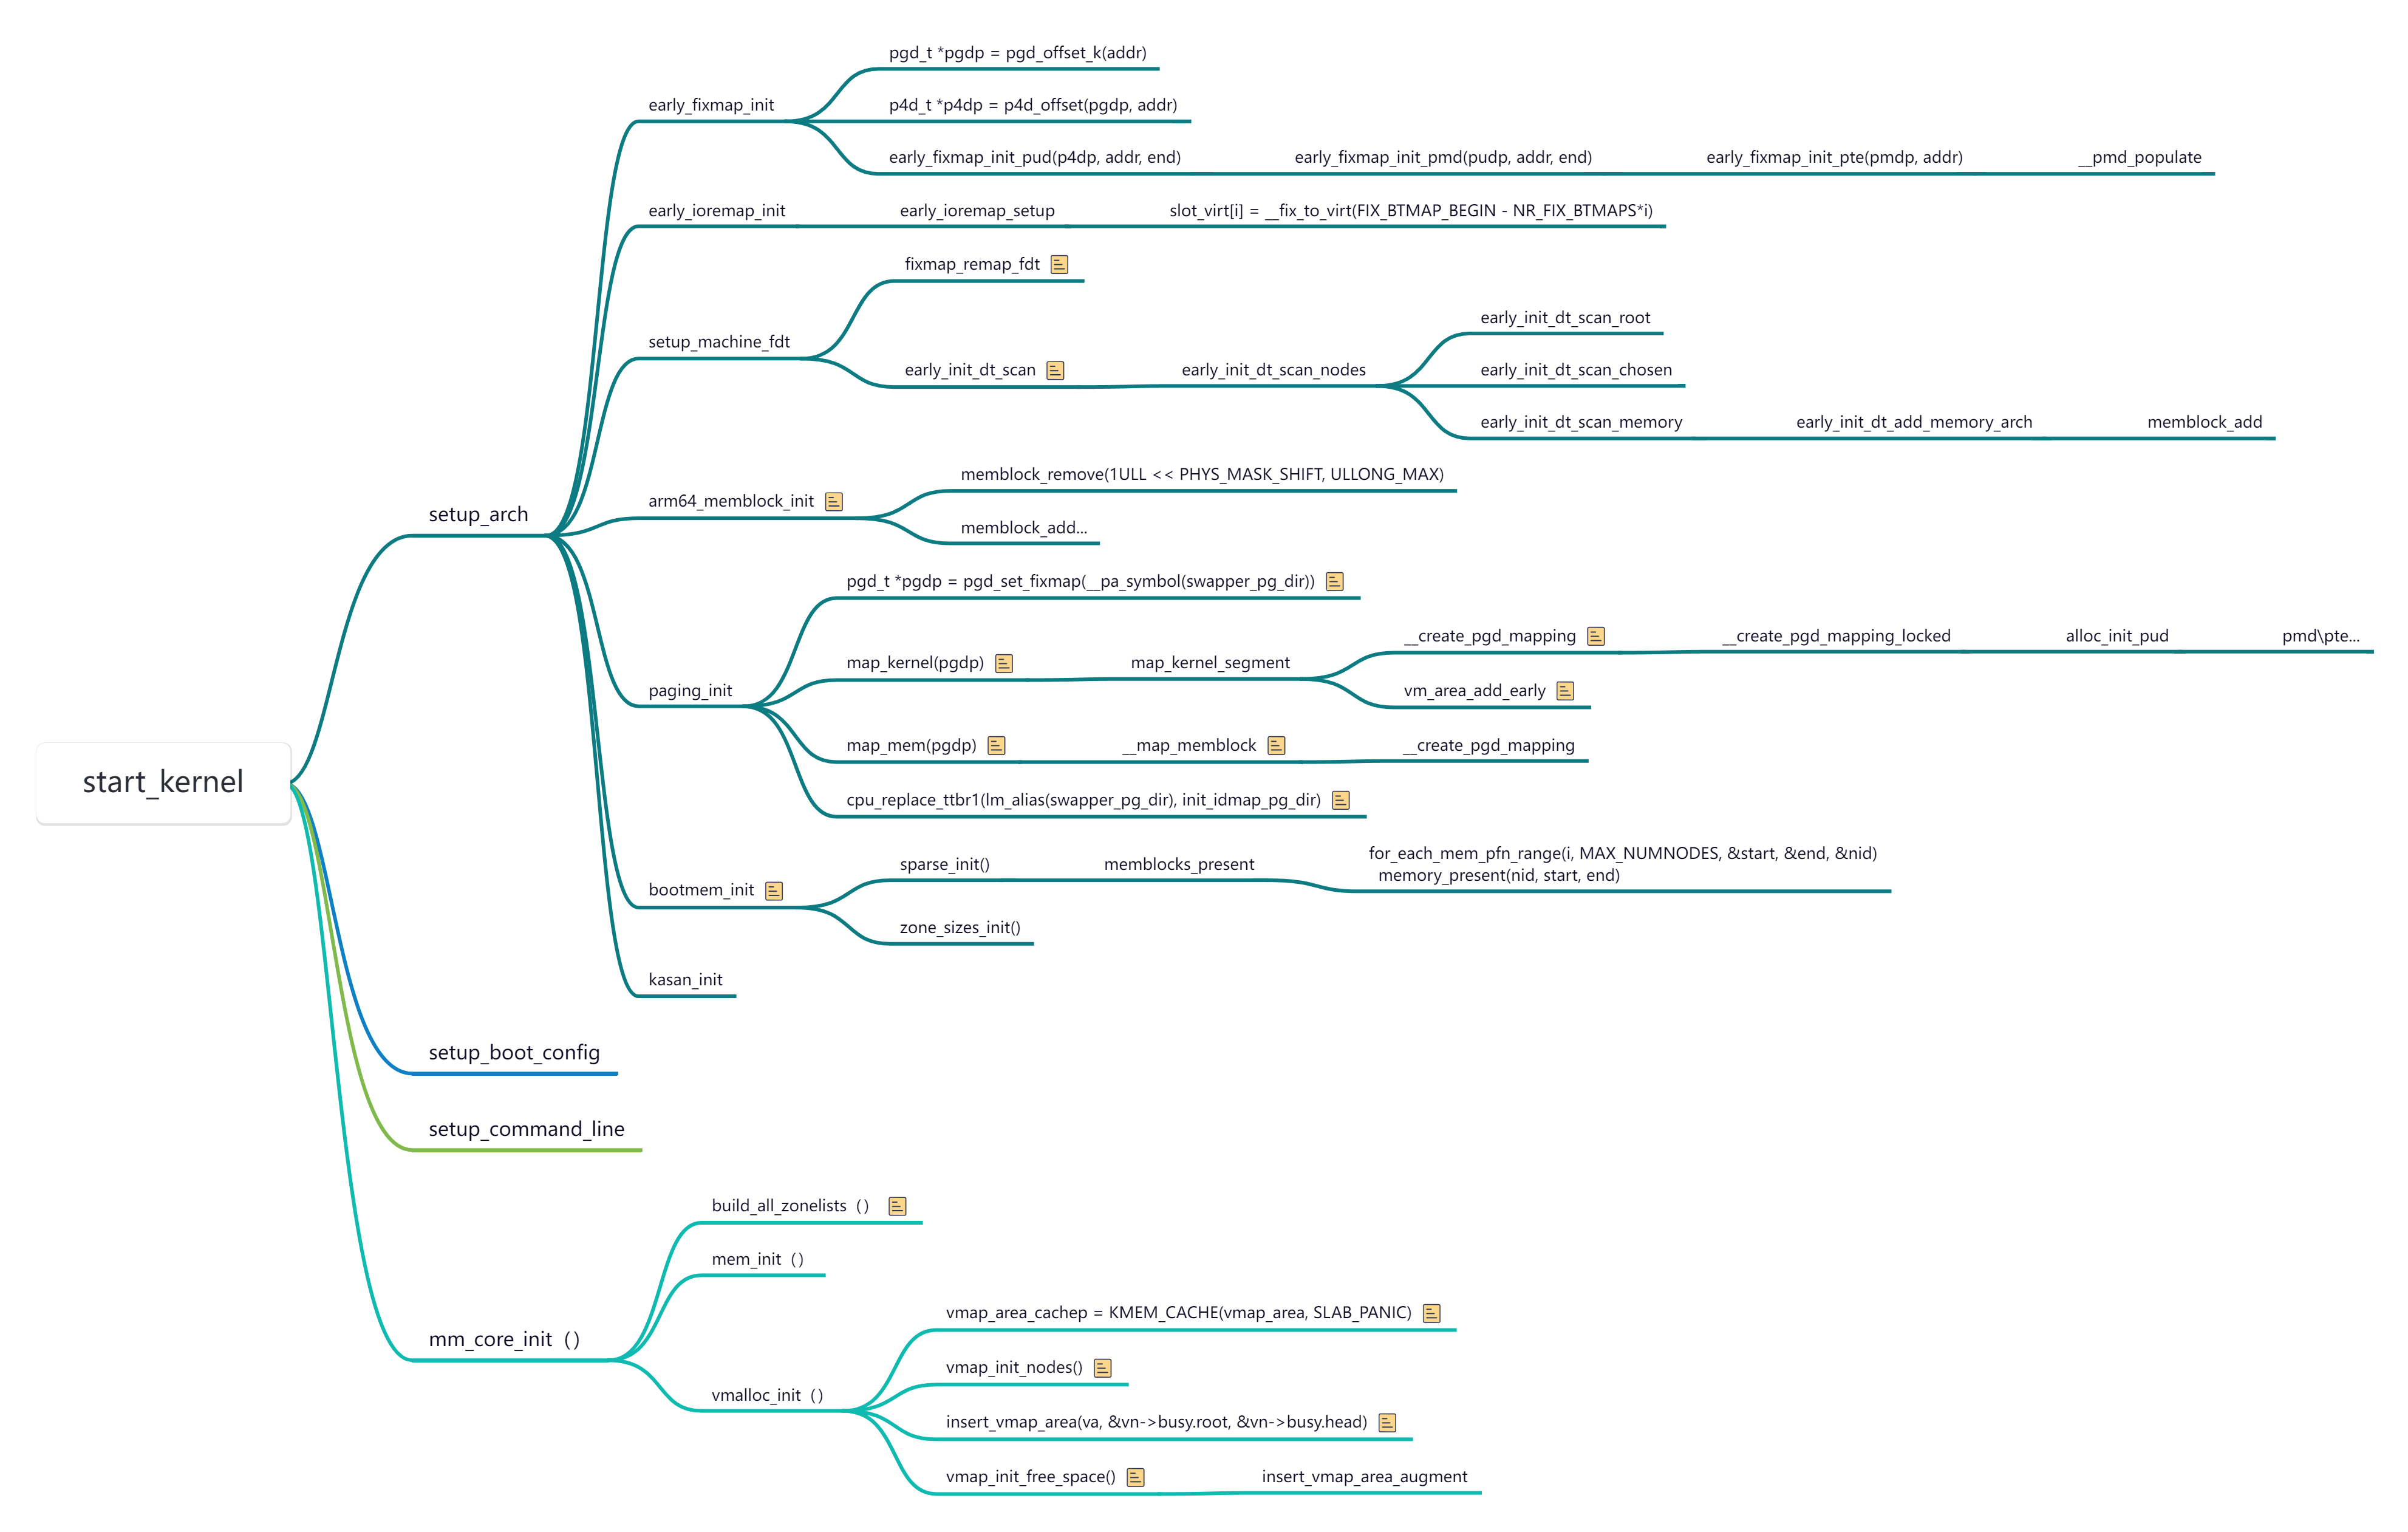 start_kernel
setup_arch
early_fixmap_init
pgd_t *pgdp = pgd_offset_k(addr)
p4d_t *p4dp = p4d_offset(pgdp, addr)
early_fixmap_init_pud(p4dp, addr, end)
early_fixmap_init_pmd(pudp, addr, end)
early_fixmap_init_pte(pmdp, addr)
__pmd_populate
early_ioremap_init
early_ioremap_setup
slot_virt[i] = __fix_to_virt(FIX_BTMAP_BEGIN - NR_FIX_BTMAPS*i)
setup_machine_fdt
fixmap_remap_fdt
early_init_dt_scan
early_init_dt_scan_nodes
early_init_dt_scan_root
early_init_dt_scan_chosen
early_init_dt_scan_memory
early_init_dt_add_memory_arch
memblock_add
arm64_memblock_init
memblock_remove(1ULL << PHYS_MASK_SHIFT, ULLONG_MAX)
memblock_add...
paging_init
pgd_t *pgdp = pgd_set_fixmap(__pa_symbol(swapper_pg_dir))
map_kernel(pgdp)
map_kernel_segment
__create_pgd_mapping
__create_pgd_mapping_locked
alloc_init_pud
pmd\pte...
vm_area_add_early
map_mem(pgdp)
__map_memblock
__create_pgd_mapping
cpu_replace_ttbr1(lm_alias(swapper_pg_dir), init_idmap_pg_dir)
bootmem_init
sparse_init()
memblocks_present
for_each_mem_pfn_range(i, MAX_NUMNODES, &start, &end, &nid)
memory_present(nid, start, end)
zone_sizes_init()
kasan_init
setup_boot_config
setup_command_line
mm_core_init（）
build_all_zonelists（）
mem_init（）
vmalloc_init（）
vmap_area_cachep = KMEM_CACHE(vmap_area, SLAB_PANIC)
vmap_init_nodes()
insert_vmap_area(va, &vn->busy.root, &vn->busy.head)
vmap_init_free_space()
insert_vmap_area_augment